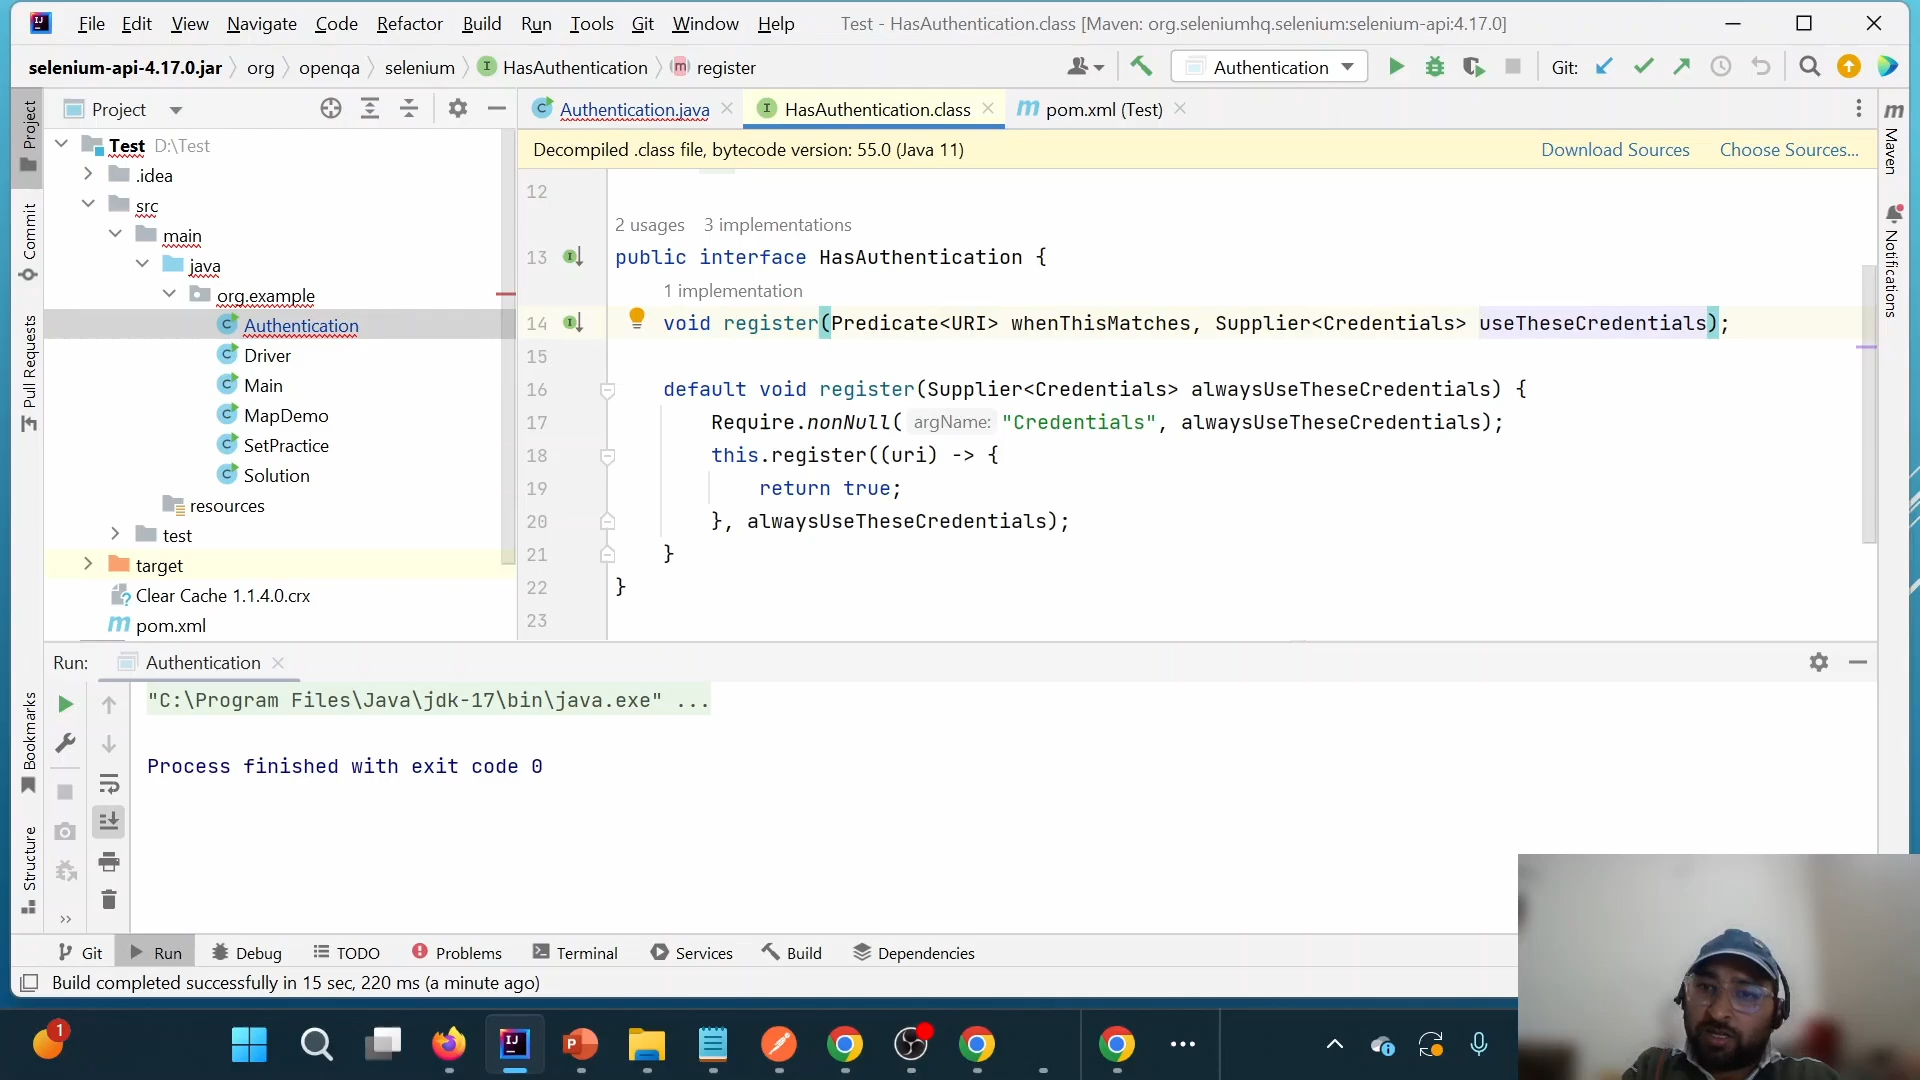 File Edit View Navigate Code Refactor Build Run Tools Git Window Help Test - HasAuthentication.class [Maven: org.seleniumhq.selenium:selenium-api:4.17.0]
selenium-api-4.17.0.jar org openqa selenium HasAuthentication register Authentication Git:
Project
Authentication.java HasAuthentication.class pom.xml (Test)
Decompiled .class file, bytecode version: 55.0 (Java 11) Download Sources Choose Sources...
Test D:\Test
.idea
src
main
java
org.example
Authentication
Driver
Main
MapDemo
SetPractice
Solution
resources
test
target
Clear Cache 1.1.4.0.crx
pom.xml
12
2 usages 3 implementations
13 public interface HasAuthentication {
1 implementation
14 void register(Predicate<URI> whenThisMatches, Supplier<Credentials> useTheseCredentials);
15
16 default void register(Supplier<Credentials> alwaysUseTheseCredentials) {
17 Require.nonNull( argName: "Credentials", alwaysUseTheseCredentials);
18 this.register((uri) -> {
19 return true;
20 }, alwaysUseTheseCredentials);
21 }
22 }
23
Project
Commit
Pull Requests
Bookmarks
Structure
Maven
Notifications
Run: Authentication
"C:\Program Files\Java\jdk-17\bin\java.exe" ...
Process finished with exit code 0
Git Run Debug TODO Problems Terminal Services Build Dependencies
Build completed successfully in 15 sec, 220 ms (a minute ago)
1